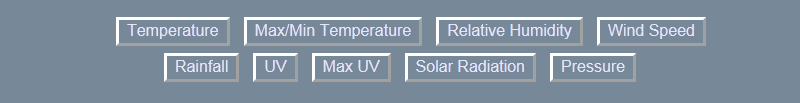 Temperature Max/Min Temperature Relative Humidity Wind Speed
Rainfall UV Max UV Solar Radiation Pressure